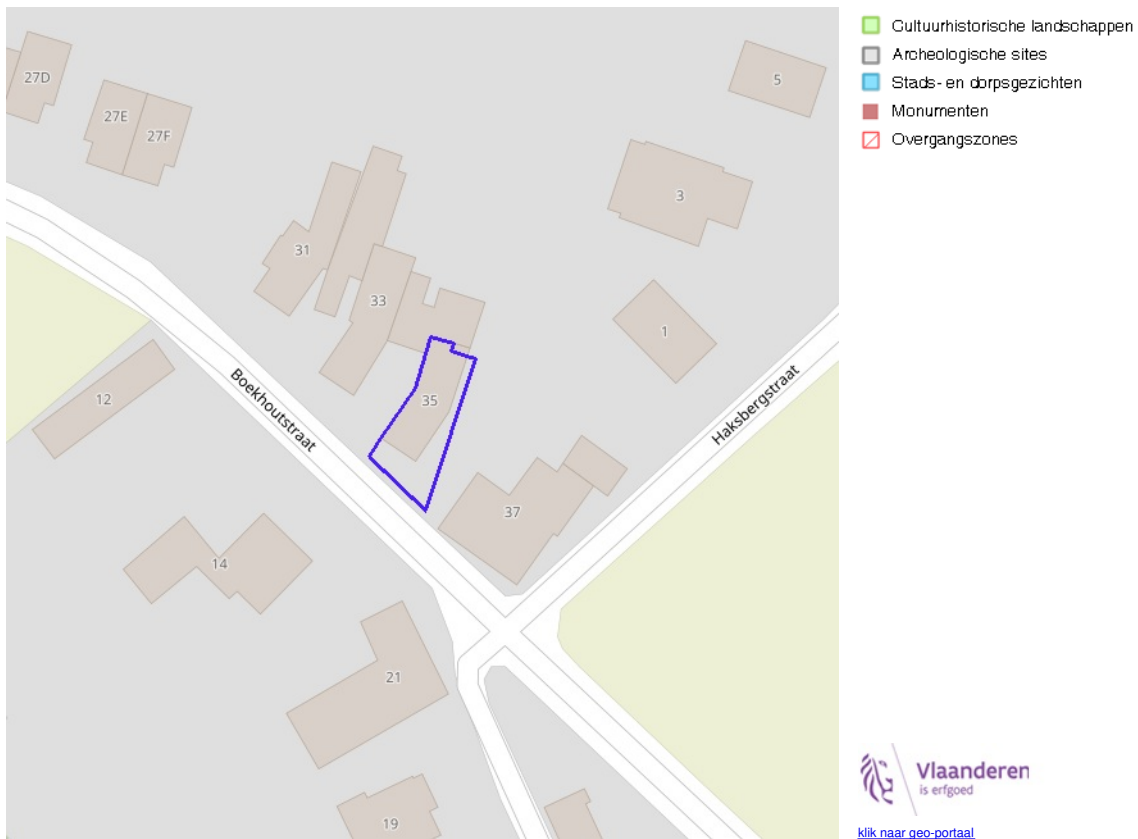 Cultuurhistorische landschappen
Archeologische sites
Stads- en dorpsgezichten
Monumenten
Overgangszones
27D
27E
27F
5
3
31
33
1
12
35
Boekhoutstraat
Haksbergstraat
37
14
21
19
Vlaanderen
is erfgoed
klik naar geo-portaal